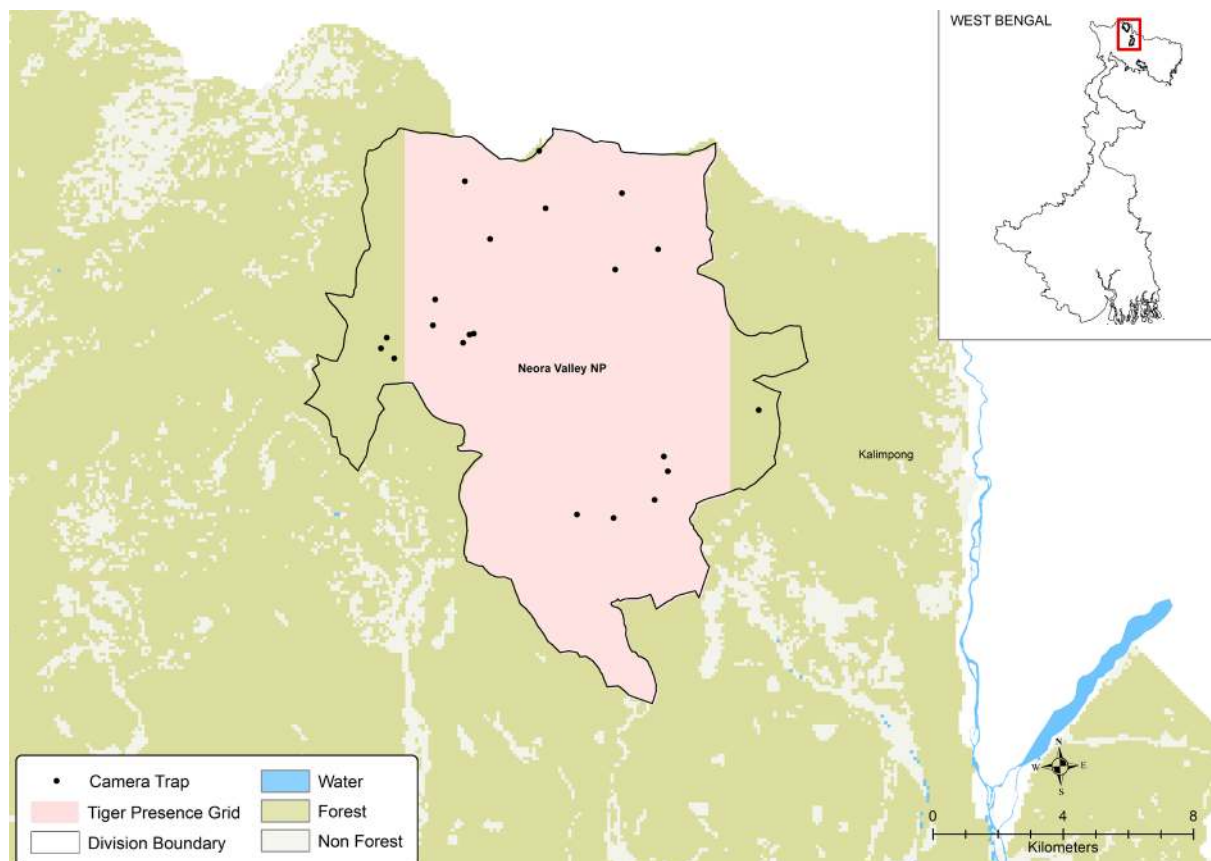 WEST BENGAL
Neora Valley NP
Kalimpong
Camera Trap
Tiger Presence Grid
Division Boundary
Water
Forest
Non Forest
N
W E
S
0 4 8
Kilometers